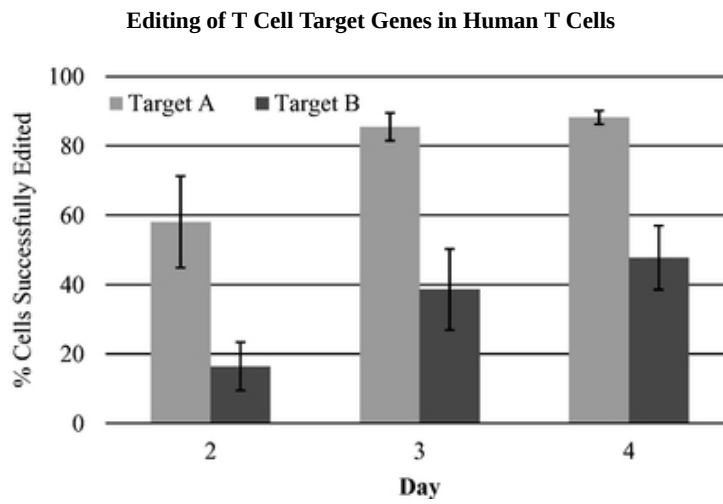 Editing of T Cell Target Genes in Human T Cells
100
80
60
40
20
0
% Cells Successfully Edited
Target A Target B
2 3 4
Day